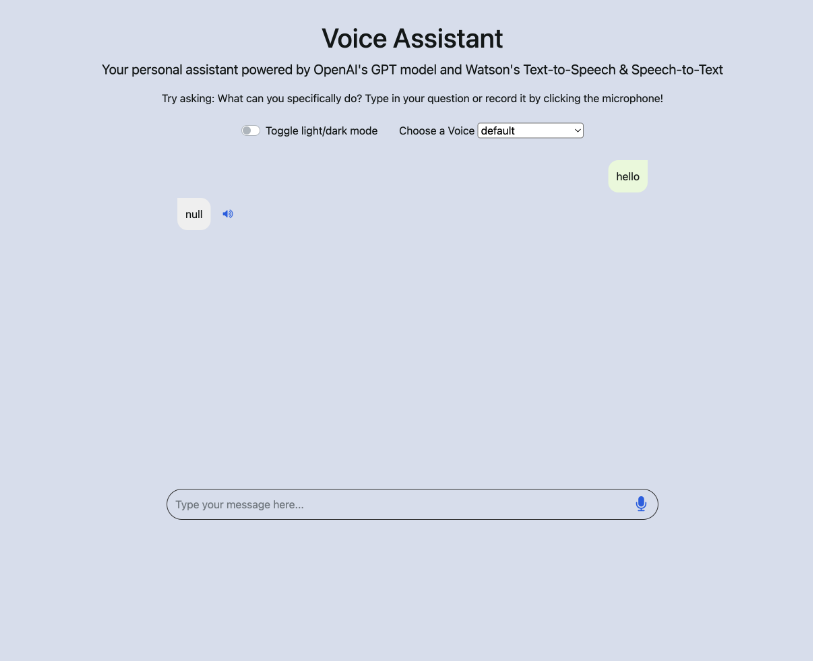 Voice Assistant
Your personal assistant powered by OpenAI's GPT model and Watson's Text-to-Speech & Speech-to-Text
Try asking: What can you specifically do? Type in your question or record it by clicking the microphone!
Toggle light/dark mode Choose a Voice default
hello
null
Type your message here...